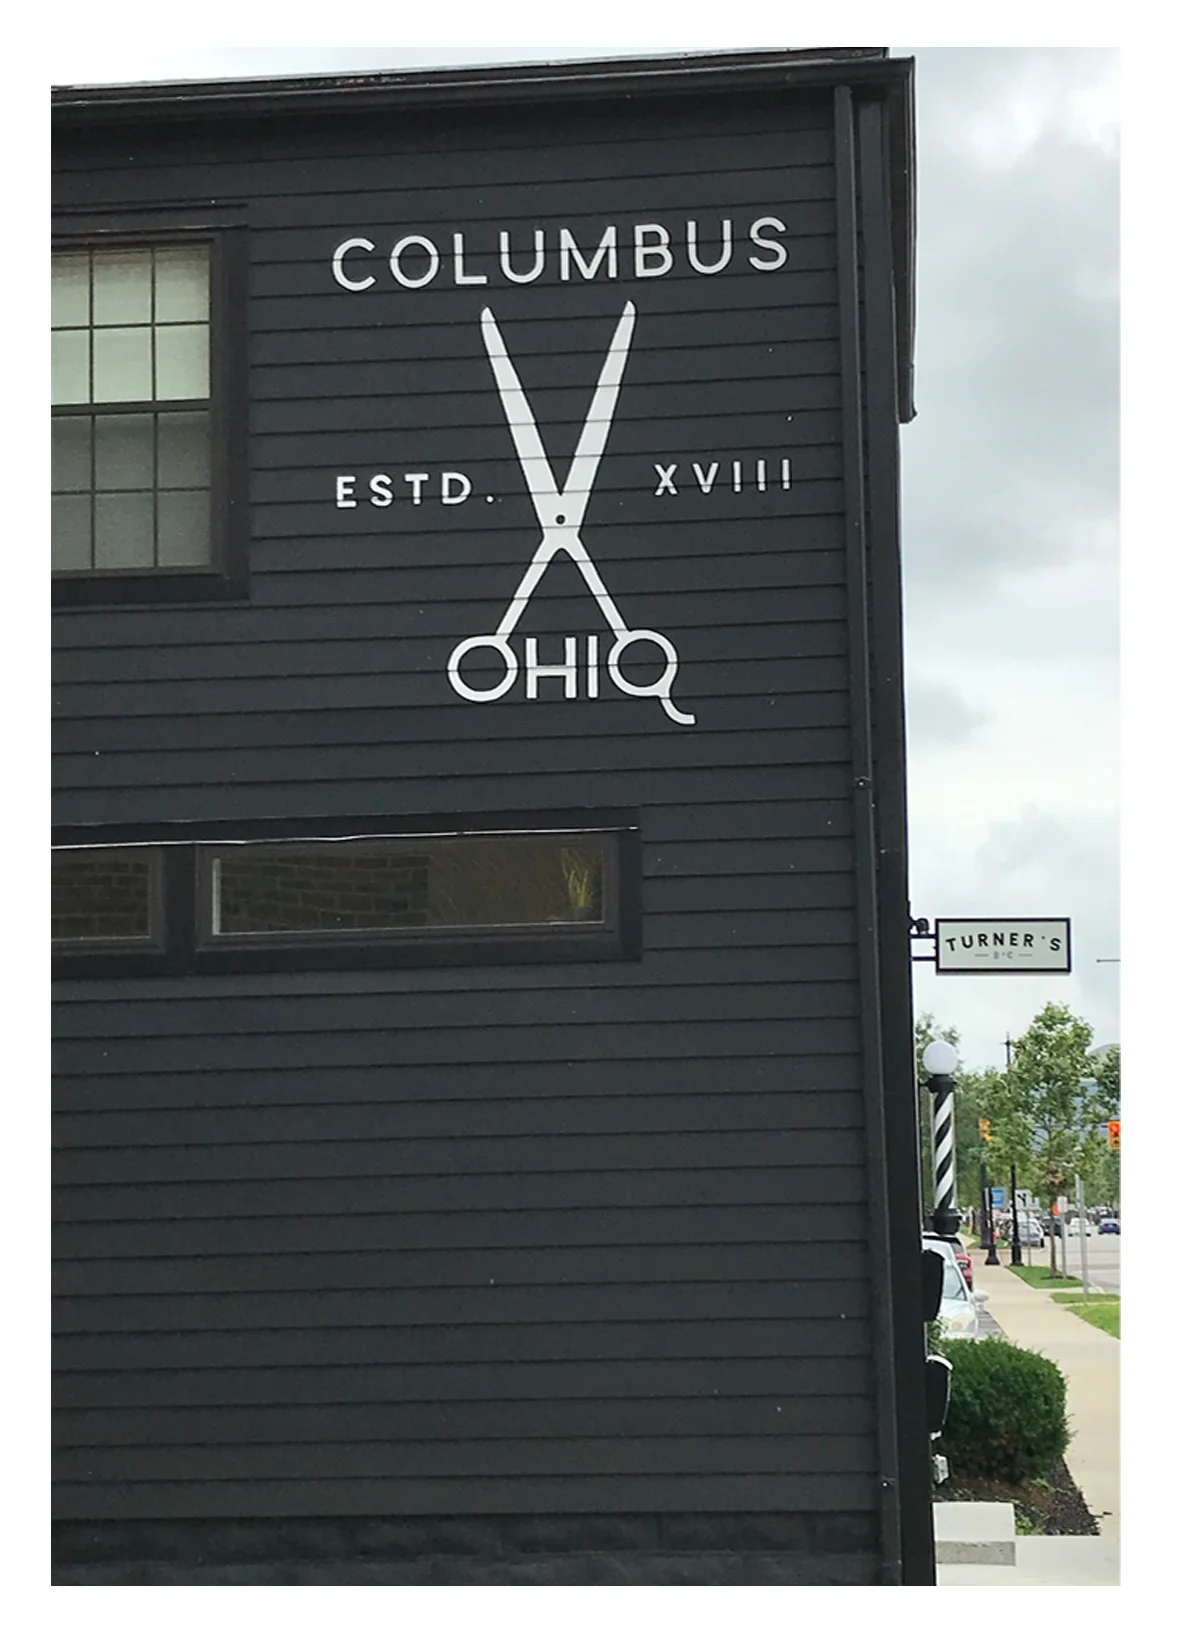 COLUMBUS
ESTD. XVIII
OHIO
TURNER'S